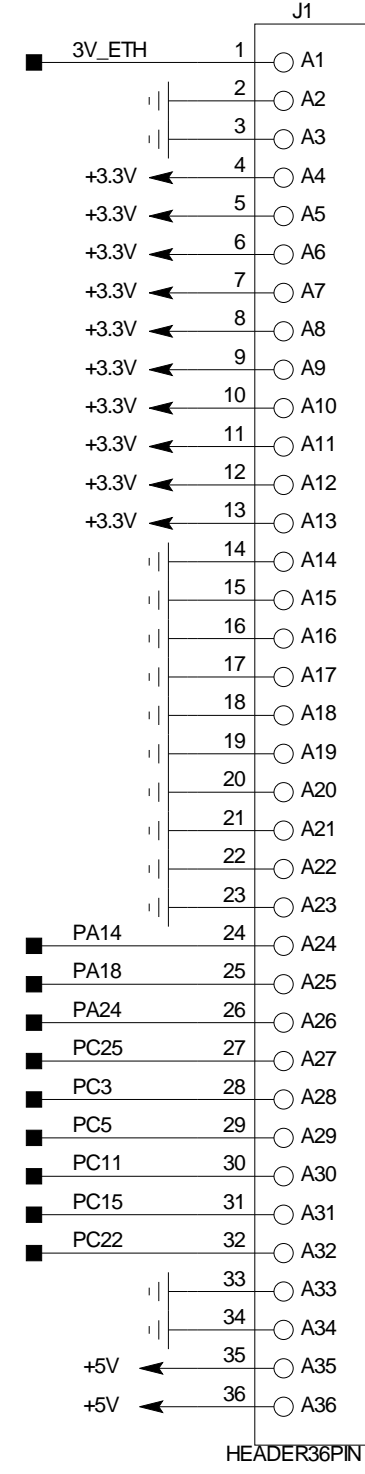 J1
3V_ETH 1 A1
2 A2
3 A3
+3.3V 4 A4
+3.3V 5 A5
+3.3V 6 A6
+3.3V 7 A7
+3.3V 8 A8
+3.3V 9 A9
+3.3V 10 A10
+3.3V 11 A11
+3.3V 12 A12
+3.3V 13 A13
14 A14
15 A15
16 A16
17 A17
18 A18
19 A19
20 A20
21 A21
22 A22
23 A23
PA14 24 A24
PA18 25 A25
PA24 26 A26
PC25 27 A27
PC3 28 A28
PC5 29 A29
PC11 30 A30
PC15 31 A31
PC22 32 A32
33 A33
34 A34
+5V 35 A35
+5V 36 A36
HEADER36PIN